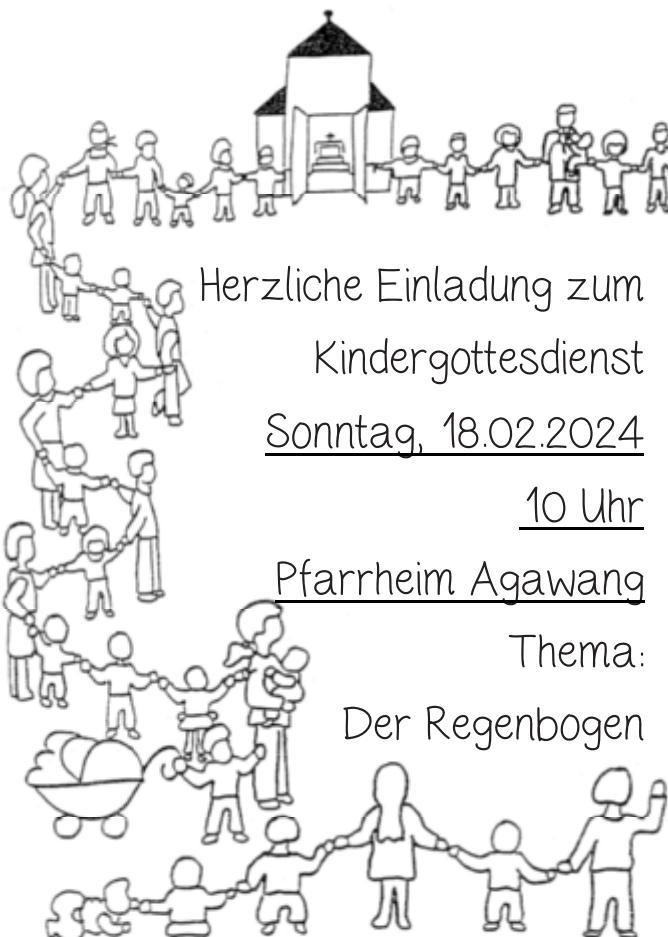 Herzliche Einladung zum
Kindergottesdienst
Sonntag, 18.02.2024
10 Uhr
Pfarrheim Agawang
Thema:
Der Regenbogen